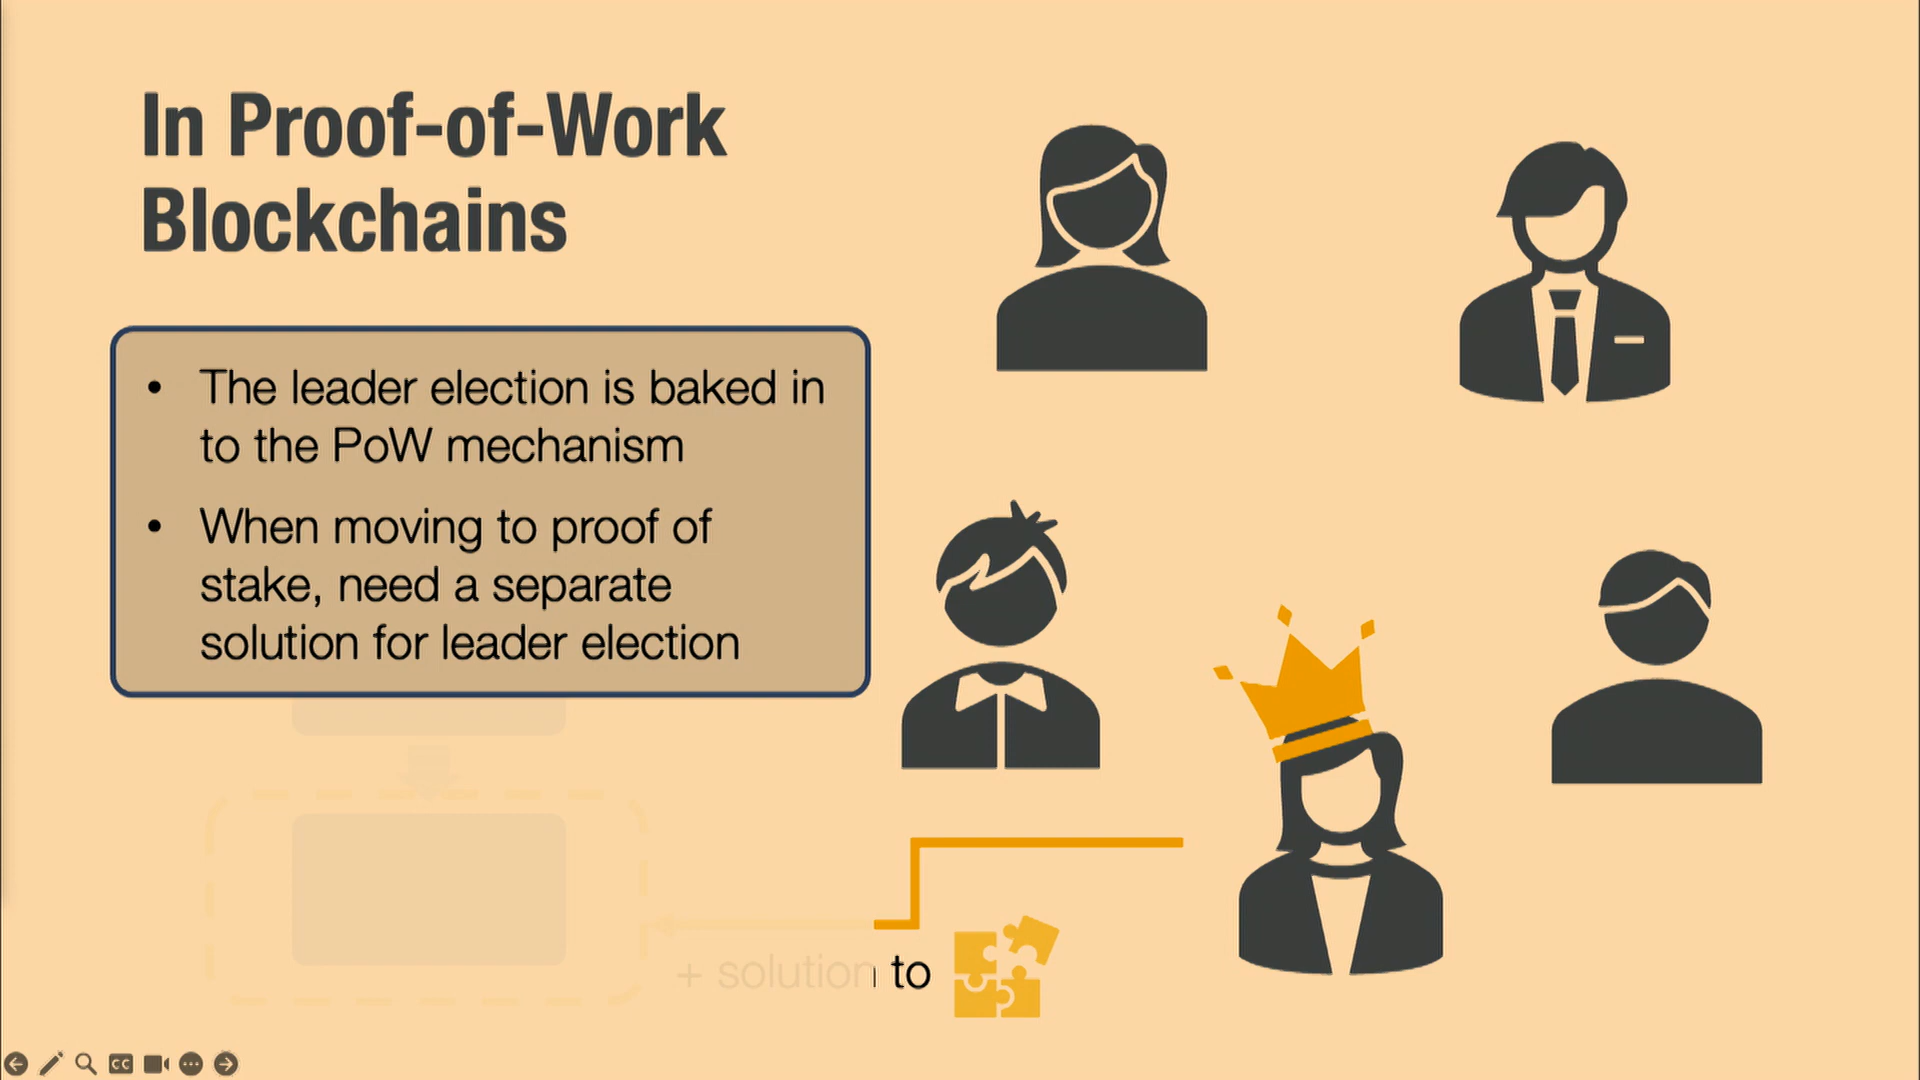 In Proof-of-Work
Blockchains
• The leader election is baked in
to the PoW mechanism
• When moving to proof of
stake, need a separate
solution for leader election
+ solution to
CC